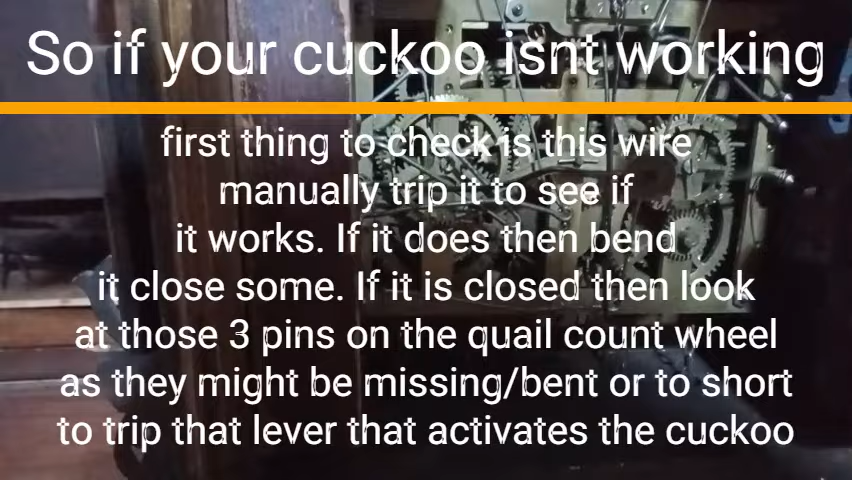 So if your cuckoo isnt working
first thing to check is this wire
manually trip it to see if
it works. If it does then bend
it close some. If it is closed then look
at those 3 pins on the quail count wheel
as they might be missing/bent or to short
to trip that lever that activates the cuckoo